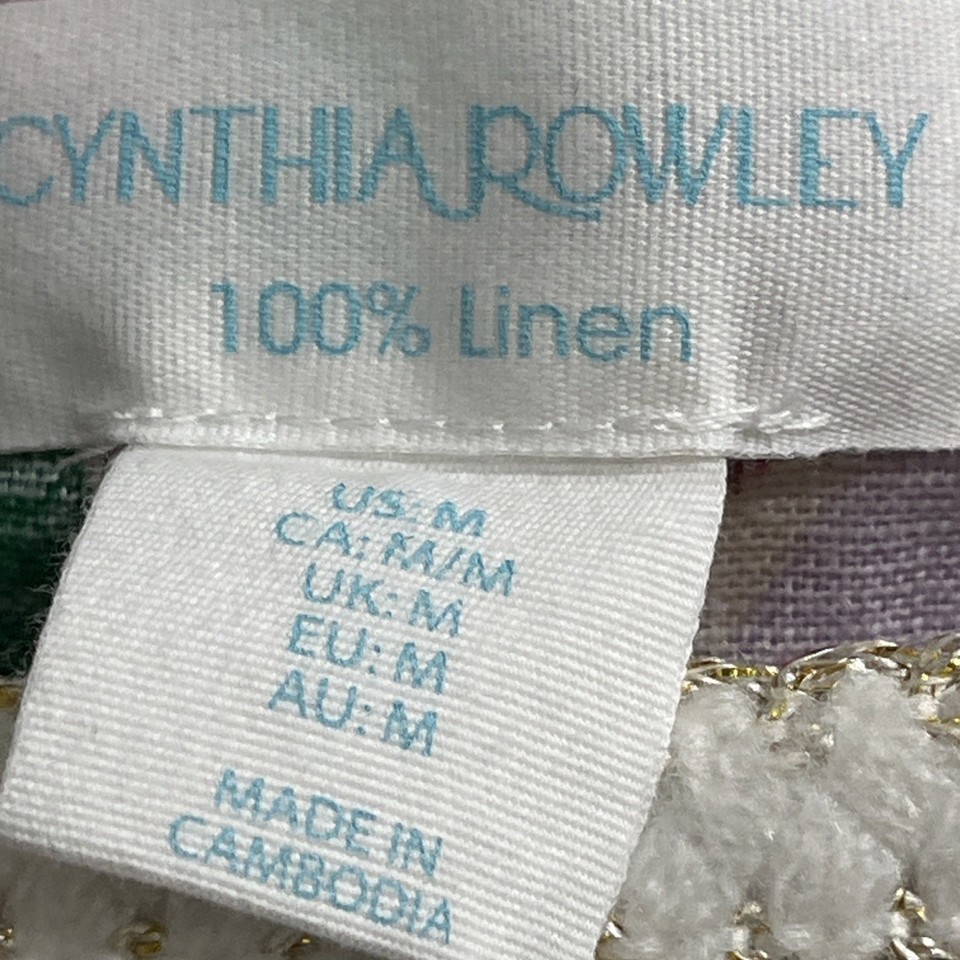 CYNTHIA ROWLEY
100% Linen
US: M
CA: M/M
UK: M
EU: M
AU: M
MADE IN
CAMBODIA